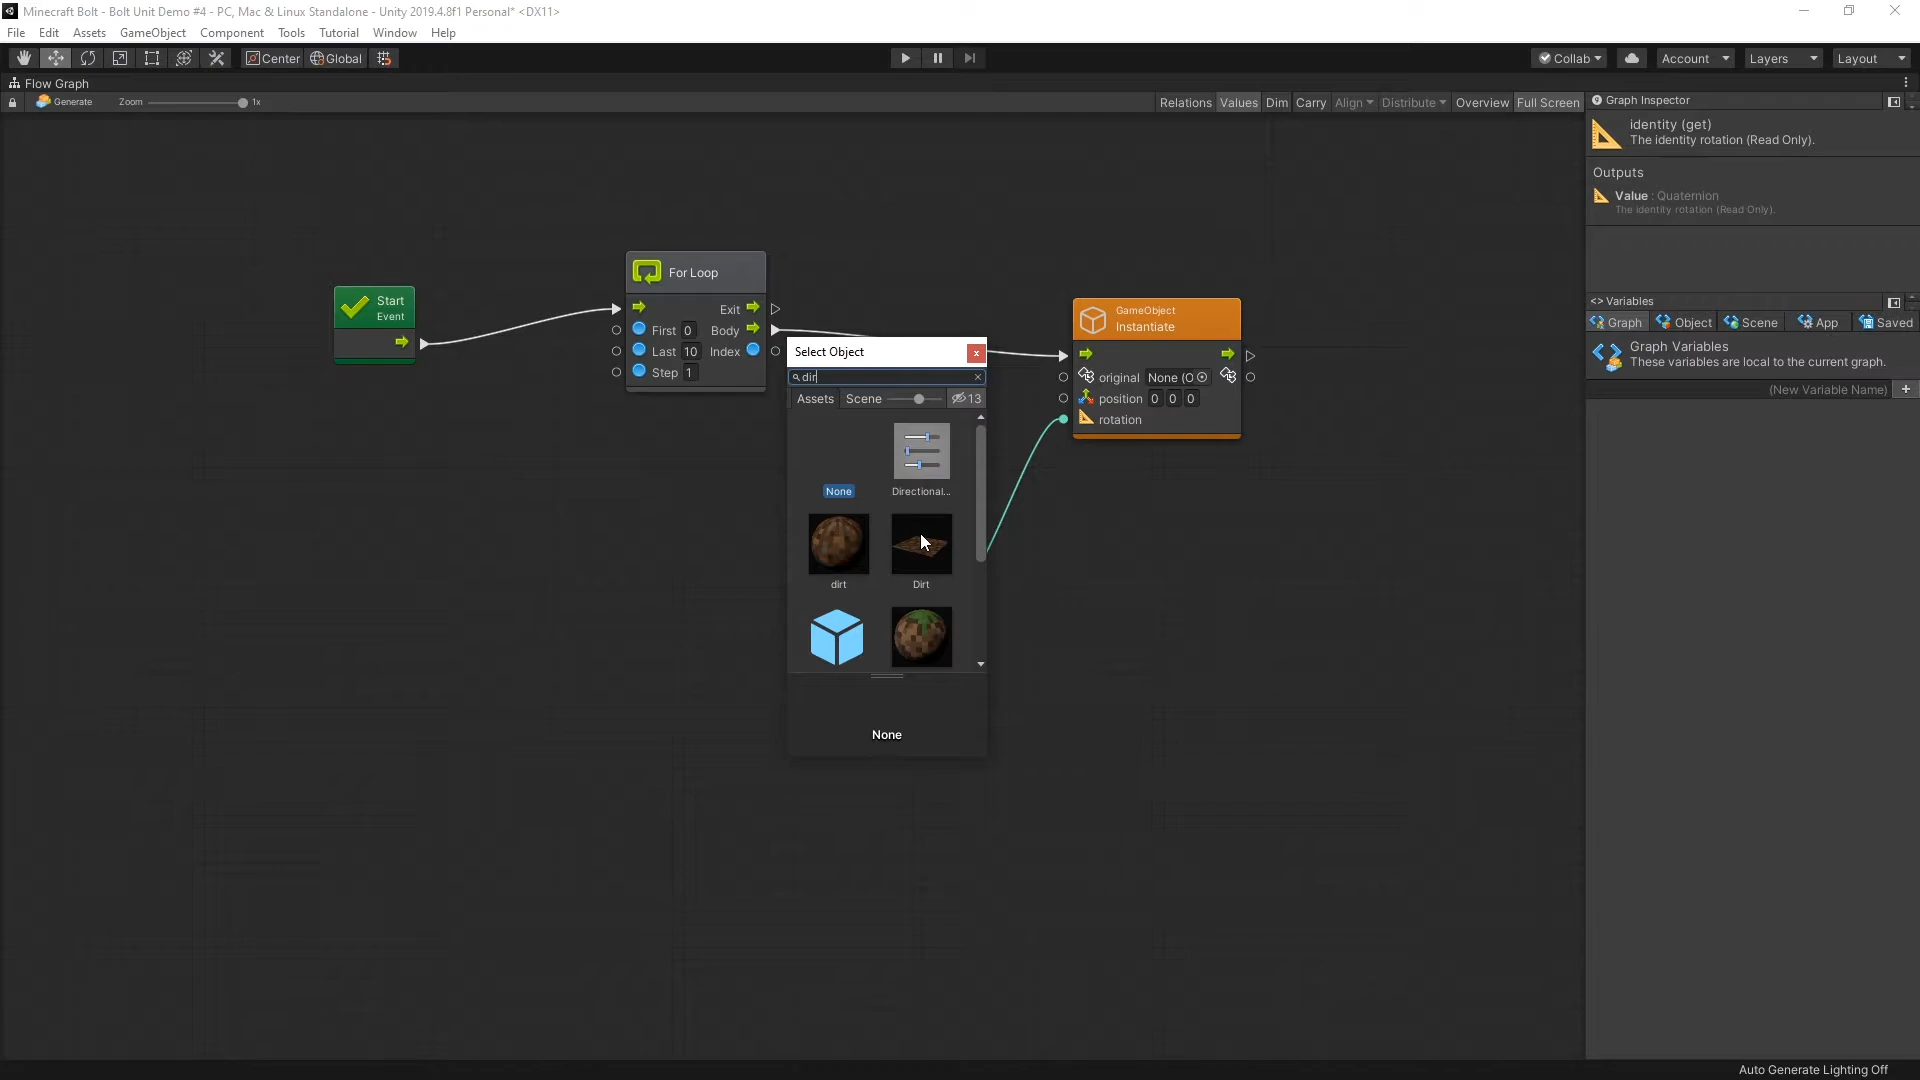 Minecraft Bolt - Bolt Unit Demo #4 - PC, Mac & Linux Standalone - Unity 2019.4.8f1 Personal* <DX11>
File Edit Assets GameObject Component Tools Tutorial Window Help
Center Global Collab Account Layers Layout
Flow Graph
Generate Zoom 1x Relations Values Dim Carry Align Distribute Overview Full Screen
Graph Inspector
identity (get)
The identity rotation (Read Only).
Outputs
Value : Quaternion
The identity rotation (Read Only).
<> Variables
Graph Object Scene App Saved
Graph Variables
These variables are local to the current graph.
(New Variable Name) +
Start
Event
For Loop
Exit
First 0 Body
Last 10 Index
Step 1
GameObject
Instantiate
original None (O
position 0 0 0
rotation
Select Object x
dir
Assets Scene 13
None Directional...
dirt Dirt
None
Auto Generate Lighting Off